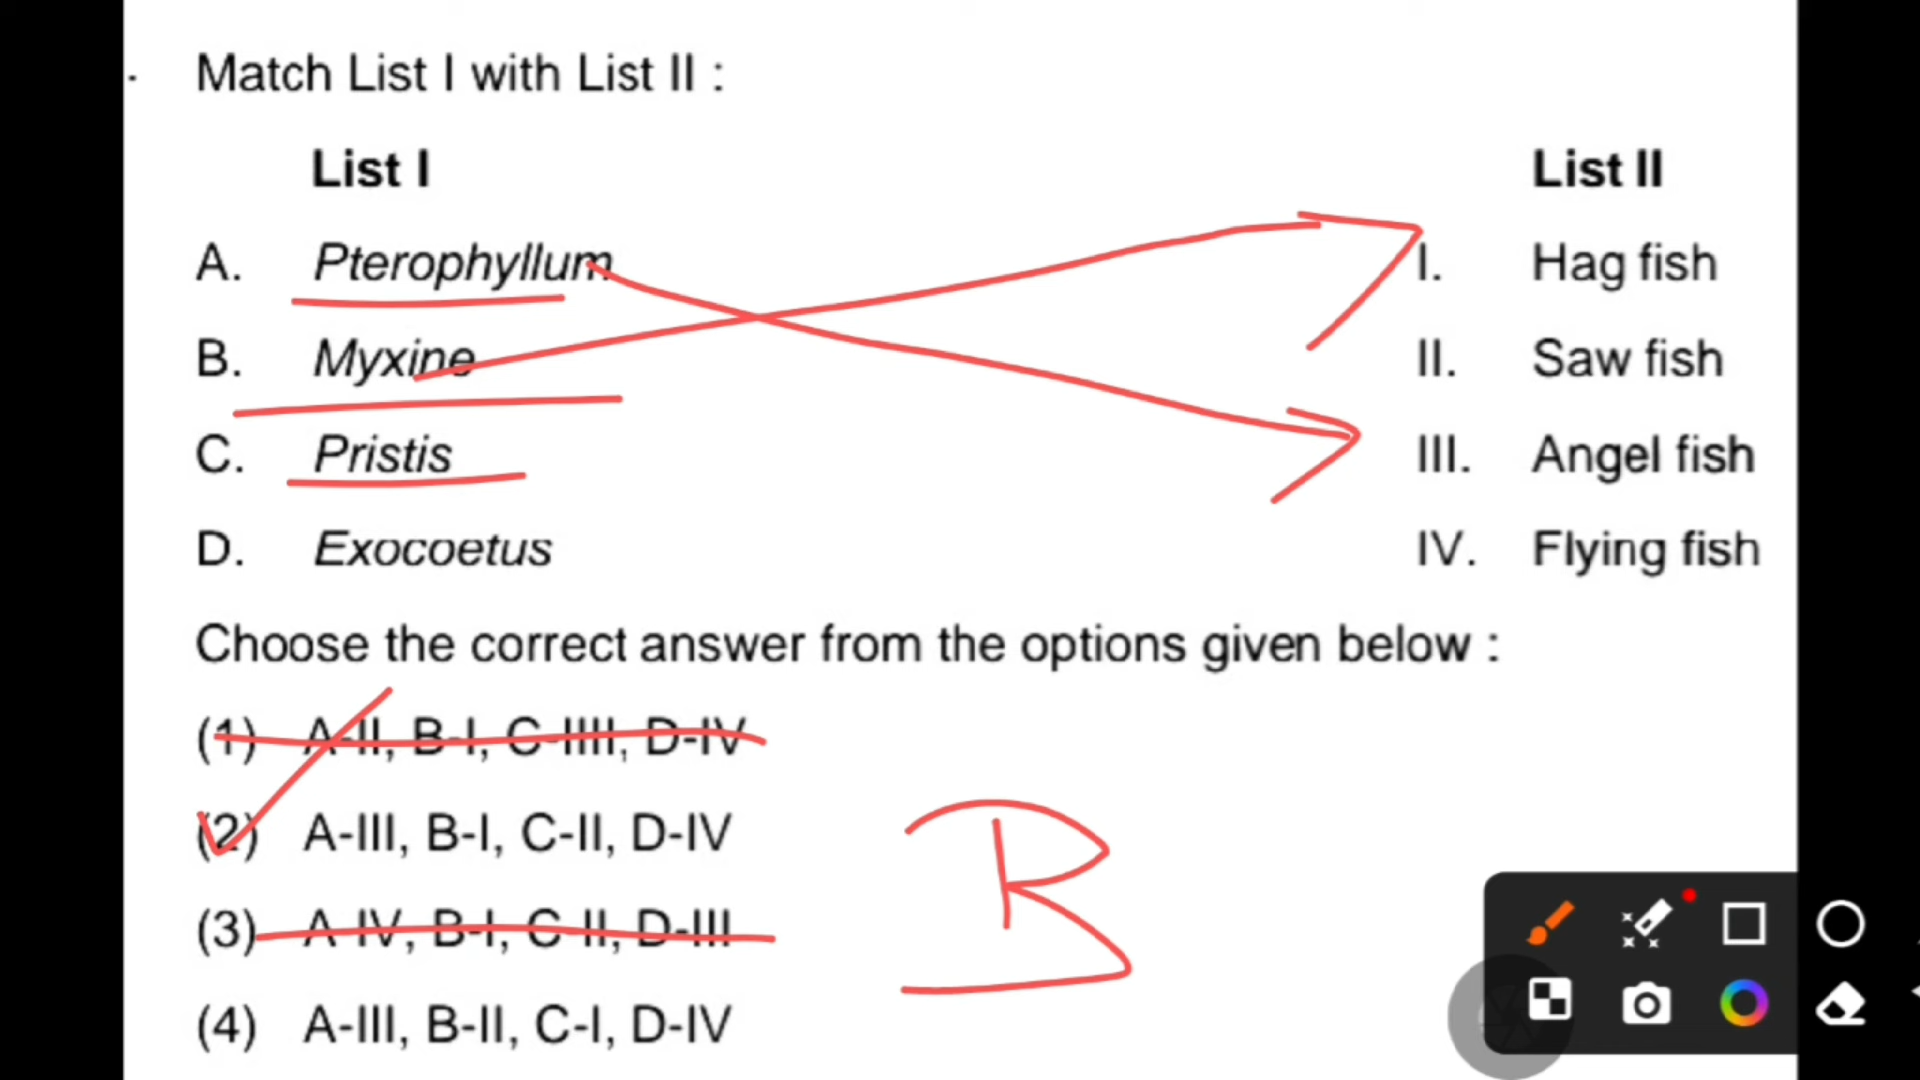 Match List I with List II :
List I List II
A. Pterophyllum I. Hag fish
B. Myxine II. Saw fish
C. Pristis III. Angel fish
D. Exocoetus IV. Flying fish
Choose the correct answer from the options given below :
(1) A-II, B-I, C-IIII, D-IV
(2) A-III, B-I, C-II, D-IV
(3) A-IV, B-I, C-II, D-III
(4) A-III, B-II, C-I, D-IV
B